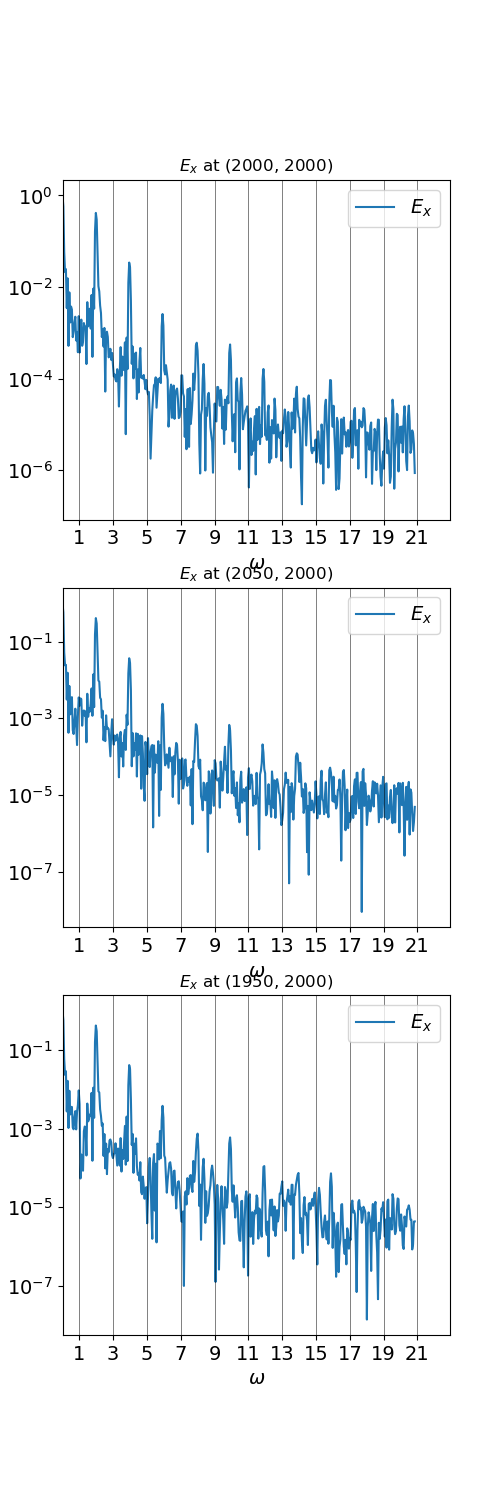 E_x at (2000, 2000)
E_x
10^0
10^-2
10^-4
10^-6
1 3 5 7 9 11 13 15 17 19 21
ω
E_x at (2050, 2000)
E_x
10^-1
10^-3
10^-5
10^-7
1 3 5 7 9 11 13 15 17 19 21
ω
E_x at (1950, 2000)
E_x
10^-1
10^-3
10^-5
10^-7
1 3 5 7 9 11 13 15 17 19 21
ω